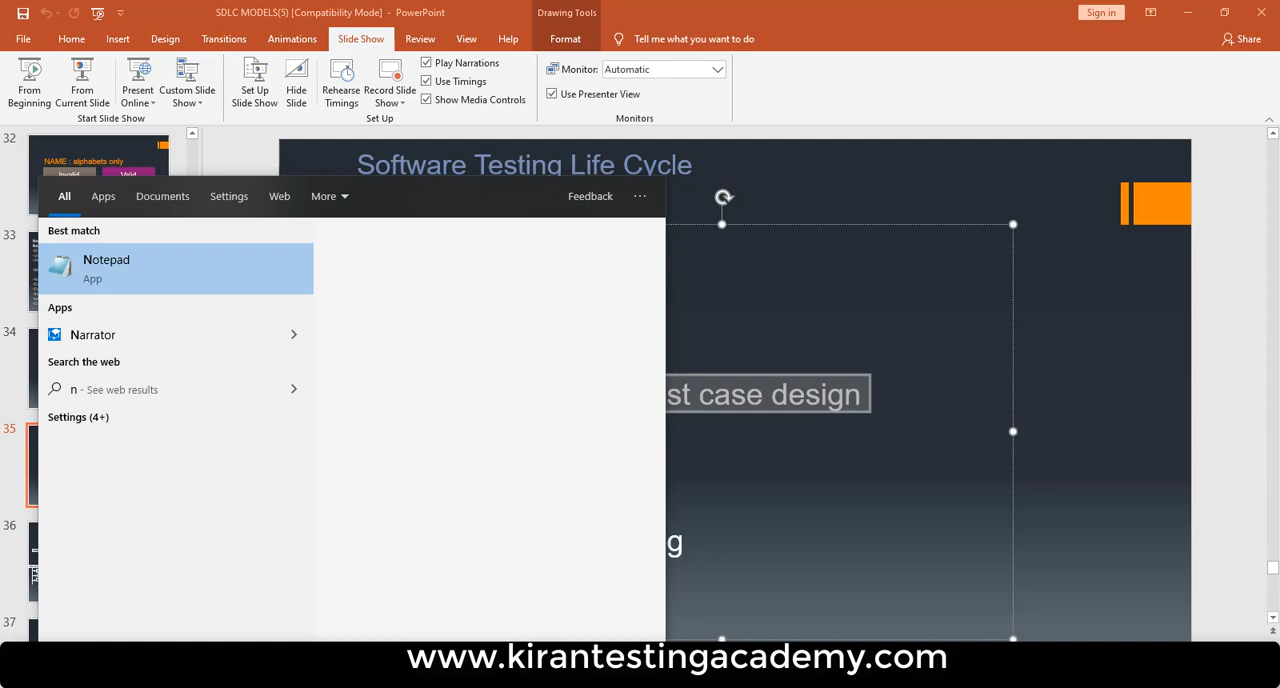 SDLC MODELS(5) [Compatibility Mode] - PowerPoint
Drawing Tools
Sign in
File Home Insert Design Transitions Animations Slide Show Review View Help Format Tell me what you want to do Share
From Beginning
From Current Slide
Present Online
Custom Slide Show
Set Up Slide Show
Hide Slide
Rehearse Timings
Record Slide Show
Play Narrations
Use Timings
Show Media Controls
Monitor: Automatic
Use Presenter View
Start Slide Show
Set Up
Monitors
32
NAME : alphabets only
Invalid Valid
33
34
35
36
37
Software Testing Life Cycle
All Apps Documents Settings Web More Feedback ...
Best match
Notepad
App
Apps
Narrator
Search the web
n - See web results
Settings (4+)
st case design
g
www.kirantestingacademy.com